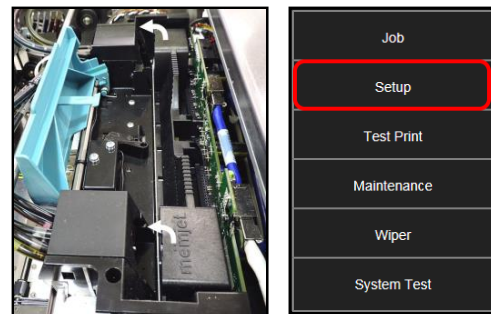 memjet
Job
Setup
Test Print
Maintenance
Wiper
System Test